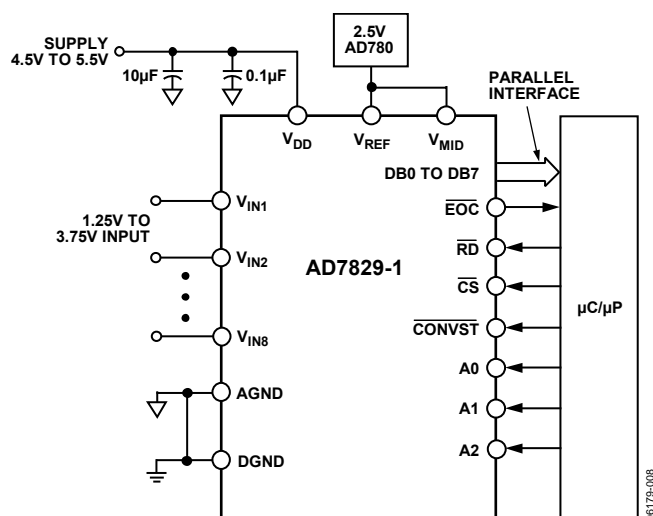 2.5V
AD780
SUPPLY
4.5V TO 5.5V
10µF
0.1µF
PARALLEL
INTERFACE
VDD
VREF
VMID
DB0 TO DB7
VIN1
EOC
1.25V TO
3.75V INPUT
RD
VIN2
AD7829-1
CS
µC/µP
CONVST
VIN8
A0
AGND
A1
A2
DGND
06179-008